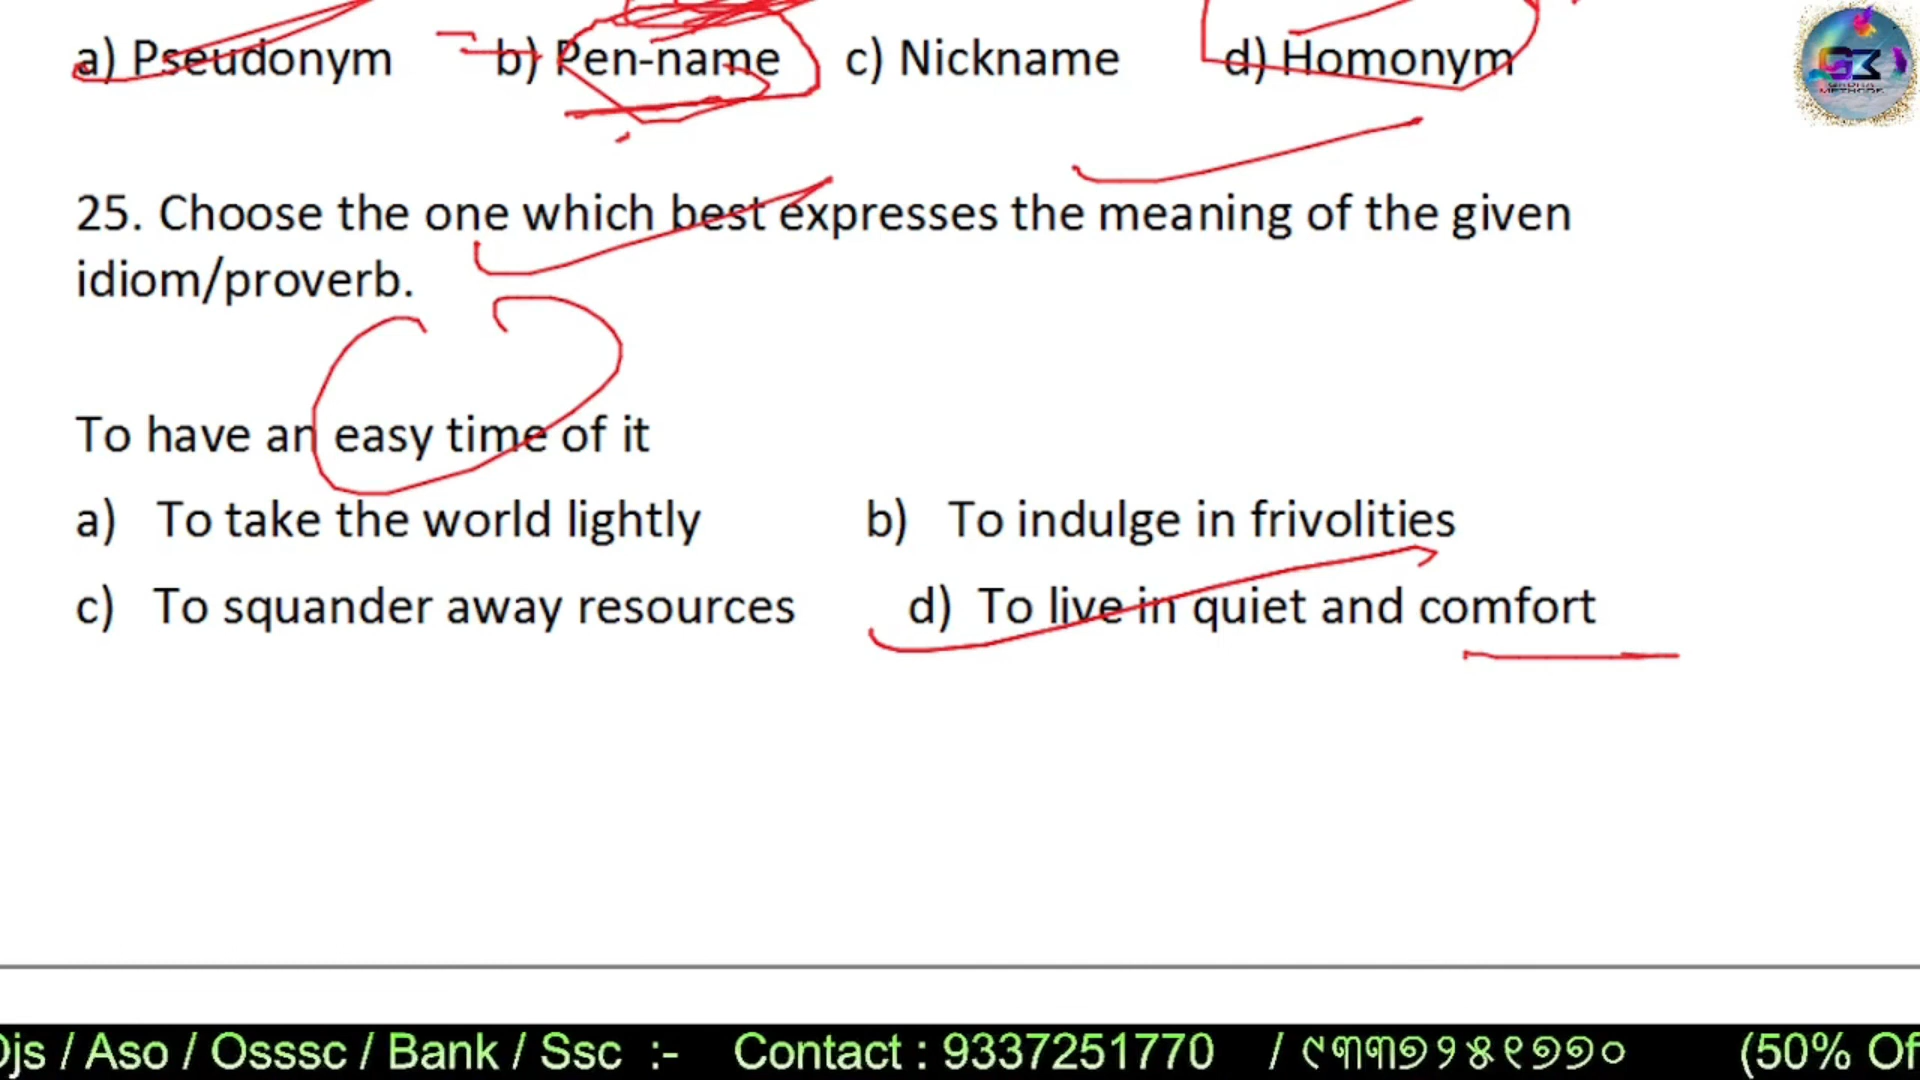 a) Pseudonym b) Pen-name c) Nickname d) Homonym
25. Choose the one which best expresses the meaning of the given
idiom/proverb.
To have an easy time of it
a) To take the world lightly b) To indulge in frivolities
c) To squander away resources d) To live in quiet and comfort
Ojs / Aso / Osssc / Bank / Ssc :- Contact : 9337251770 / ୯୩୩୭୨୫୧୭୭୦ (50% Of